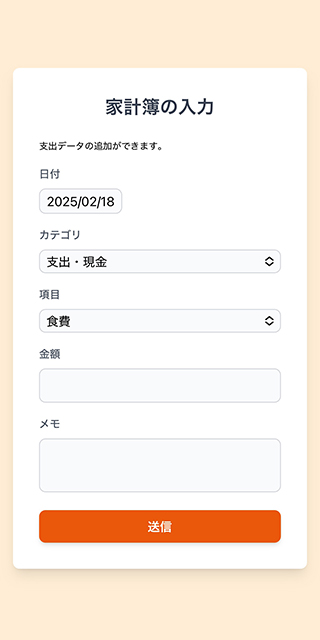 家計簿の入力
支出データの追加ができます。
日付
2025/02/18
カテゴリ
支出・現金
項目
食費
金額
メモ
送信